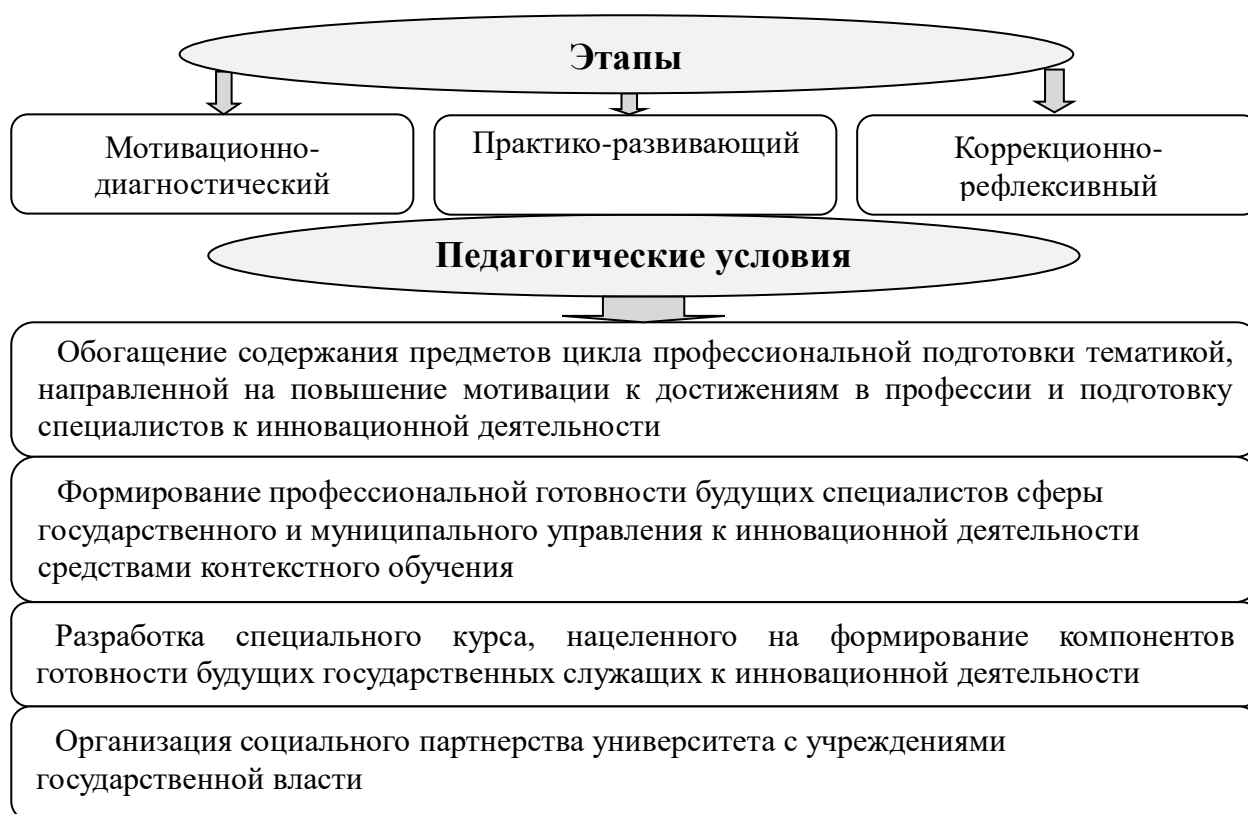 Этапы
Мотивационно-
диагностический
Практико-развивающий
Коррекционно-
рефлексивный
Педагогические условия
Обогащение содержания предметов цикла профессиональной подготовки тематикой,
направленной на повышение мотивации к достижениям в профессии и подготовку
специалистов к инновационной деятельности
Формирование профессиональной готовности будущих специалистов сферы
государственного и муниципального управления к инновационной деятельности
средствами контекстного обучения
Разработка специального курса, нацеленного на формирование компонентов
готовности будущих государственных служащих к инновационной деятельности
Организация социального партнерства университета с учреждениями
государственной власти